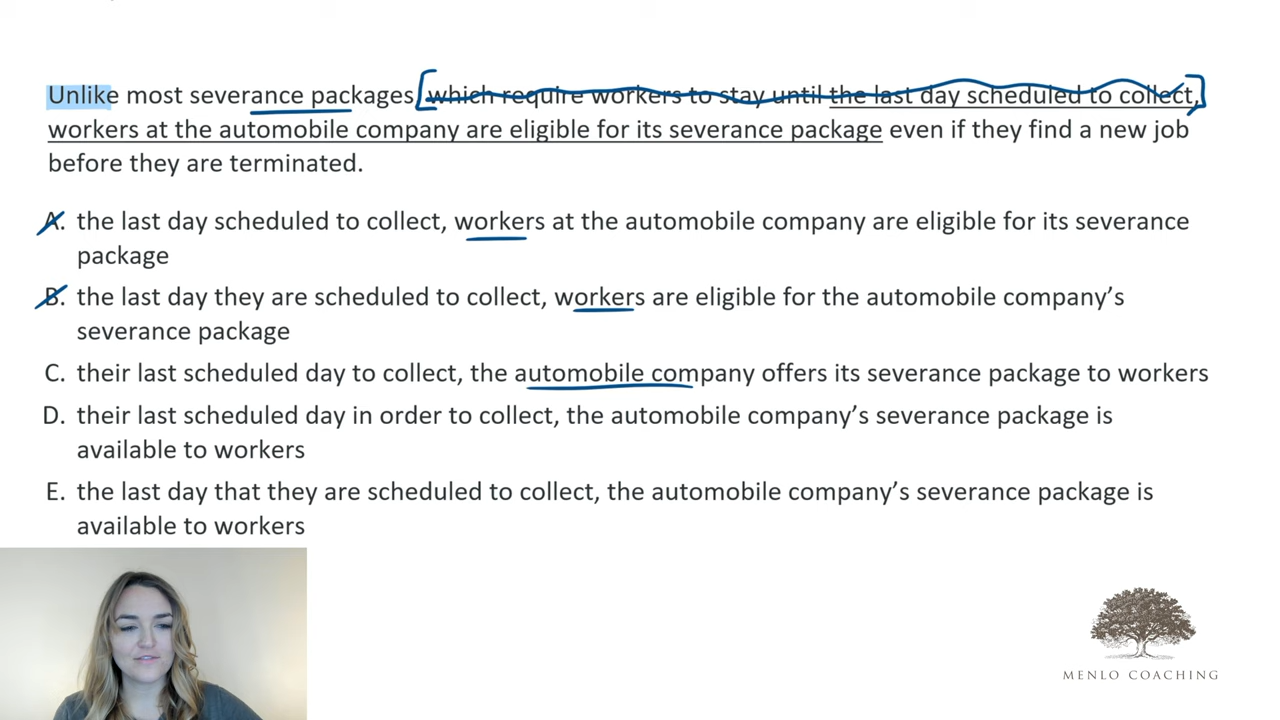 Unlike most severance packages, which require workers to stay until the last day scheduled to collect,
workers at the automobile company are eligible for its severance package even if they find a new job
before they are terminated.
A. the last day scheduled to collect, workers at the automobile company are eligible for its severance
package
B. the last day they are scheduled to collect, workers are eligible for the automobile company's
severance package
C. their last scheduled day to collect, the automobile company offers its severance package to workers
D. their last scheduled day in order to collect, the automobile company's severance package is
available to workers
E. the last day that they are scheduled to collect, the automobile company's severance package is
available to workers
MENLO COACHING